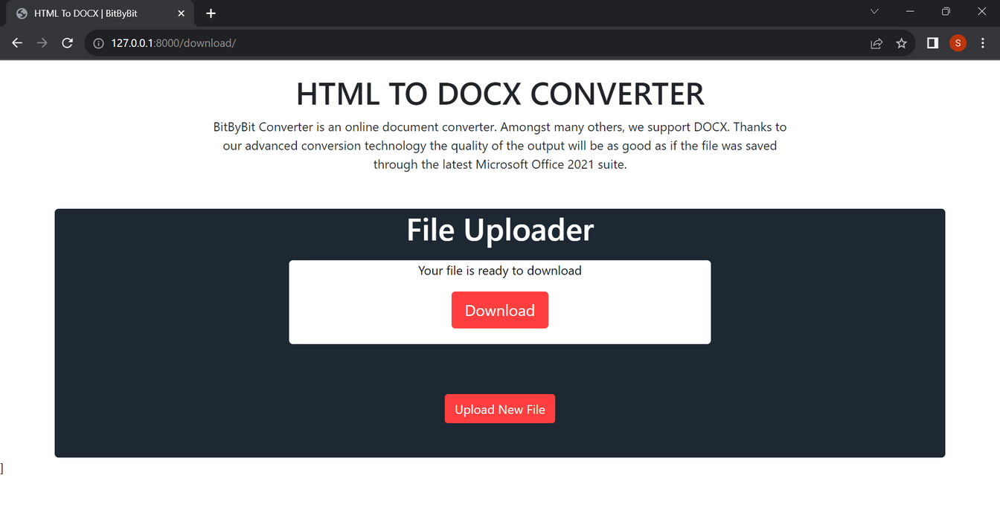 HTML To DOCX | BitByBit
127.0.0.1:8000/download/
S
HTML TO DOCX CONVERTER
BitByBit Converter is an online document converter. Amongst many others, we support DOCX. Thanks to
our advanced conversion technology the quality of the output will be as good as if the file was saved
through the latest Microsoft Office 2021 suite.
File Uploader
Your file is ready to download
Download
Upload New File
]